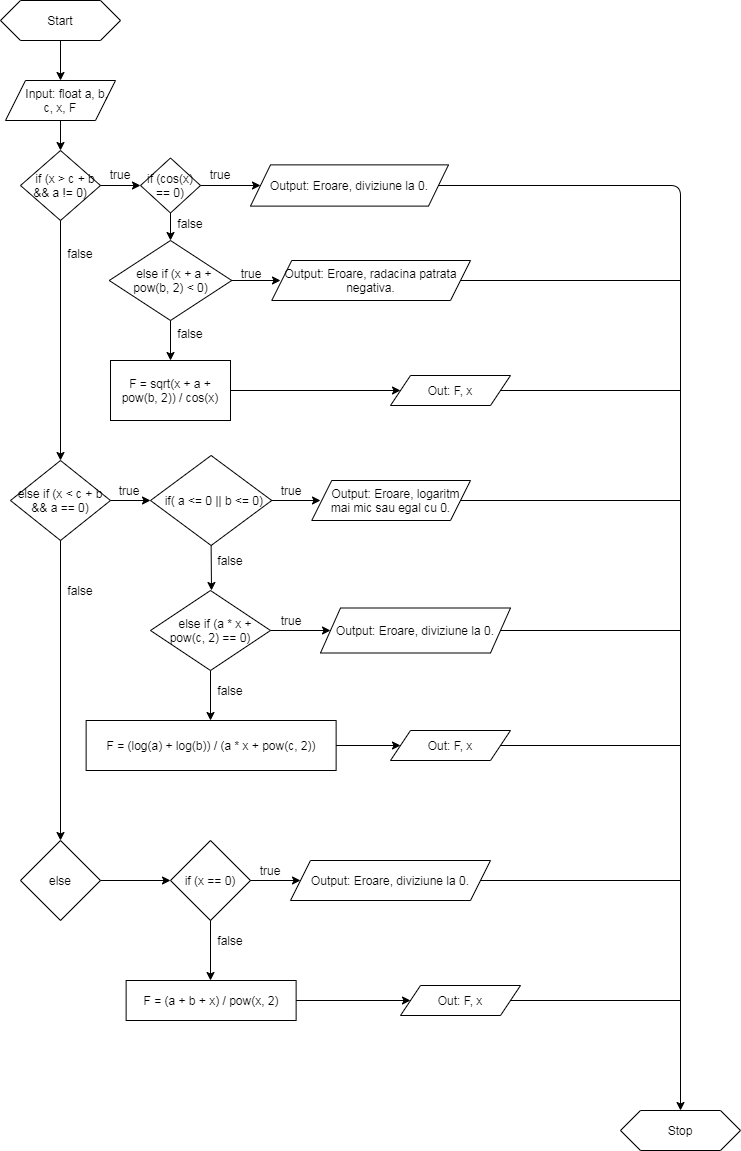 Start
Input: float a, b,
c, x, F
if (x > c + b
&& a != 0)
true
if (cos(x)
== 0)
true
Output: Eroare, diviziune la 0.
false
false
else if (x + a +
pow(b, 2) < 0)
true
Output: Eroare, radacina patrata
negativa.
false
F = sqrt(x + a +
pow(b, 2)) / cos(x)
Out: F, x
else if (x < c + b
&& a == 0)
true
if( a <= 0 || b <= 0)
true
Output: Eroare, logaritm
mai mic sau egal cu 0.
false
false
else if (a * x +
pow(c, 2) == 0)
true
Output: Eroare, diviziune la 0.
false
F = (log(a) + log(b)) / (a * x + pow(c, 2))
Out: F, x
else
if (x == 0)
true
Output: Eroare, diviziune la 0.
false
F = (a + b + x) / pow(x, 2)
Out: F, x
Stop